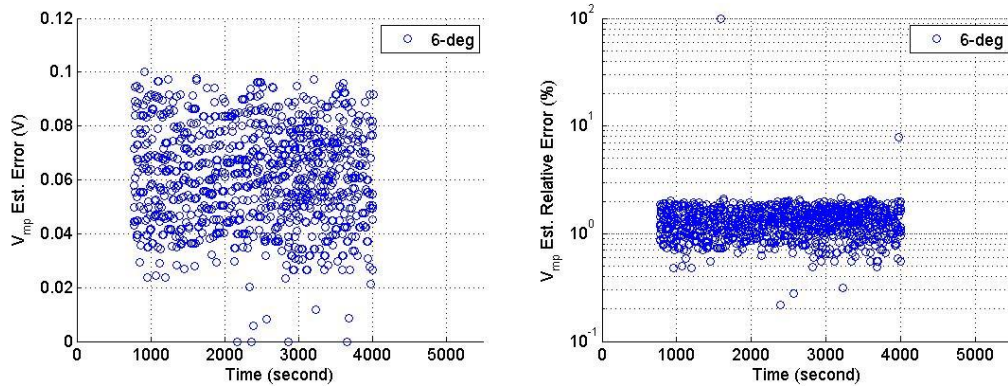 0.12
0.1
0.08
0.06
0.04
0.02
0
V_mp Est. Error (V)
6-deg
0 1000 2000 3000 4000 5000
Time (second)
10^2
10^1
10^0
10^-1
V_mp Est. Relative Error (%)
6-deg
0 1000 2000 3000 4000 5000
Time (second)